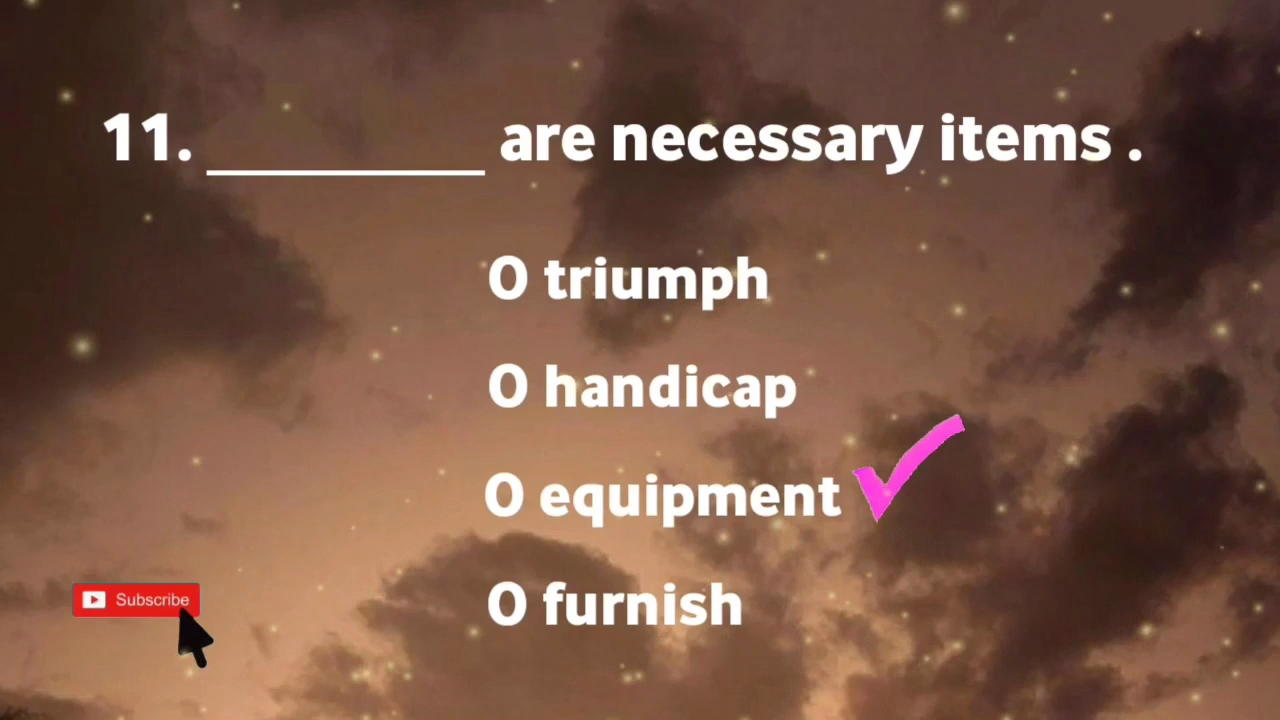 11. __________ are necessary items .
O triumph
O handicap
O equipment
O furnish
Subscribe